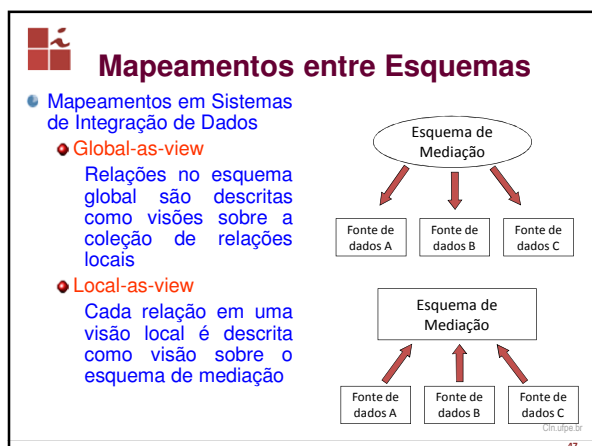 Mapeamentos entre Esquemas
Mapeamentos em Sistemas
de Integração de Dados
Global-as-view
Relações no esquema
global são descritas
como visões sobre a
coleção de relações
locais
Local-as-view
Cada relação em uma
visão local é descrita
como visão sobre o
esquema de mediação
Esquema de
Mediação
Fonte de
dados A
Fonte de
dados B
Fonte de
dados C
Esquema de
Mediação
Fonte de
dados A
Fonte de
dados B
Fonte de
dados C
CIn.ufpe.br
47